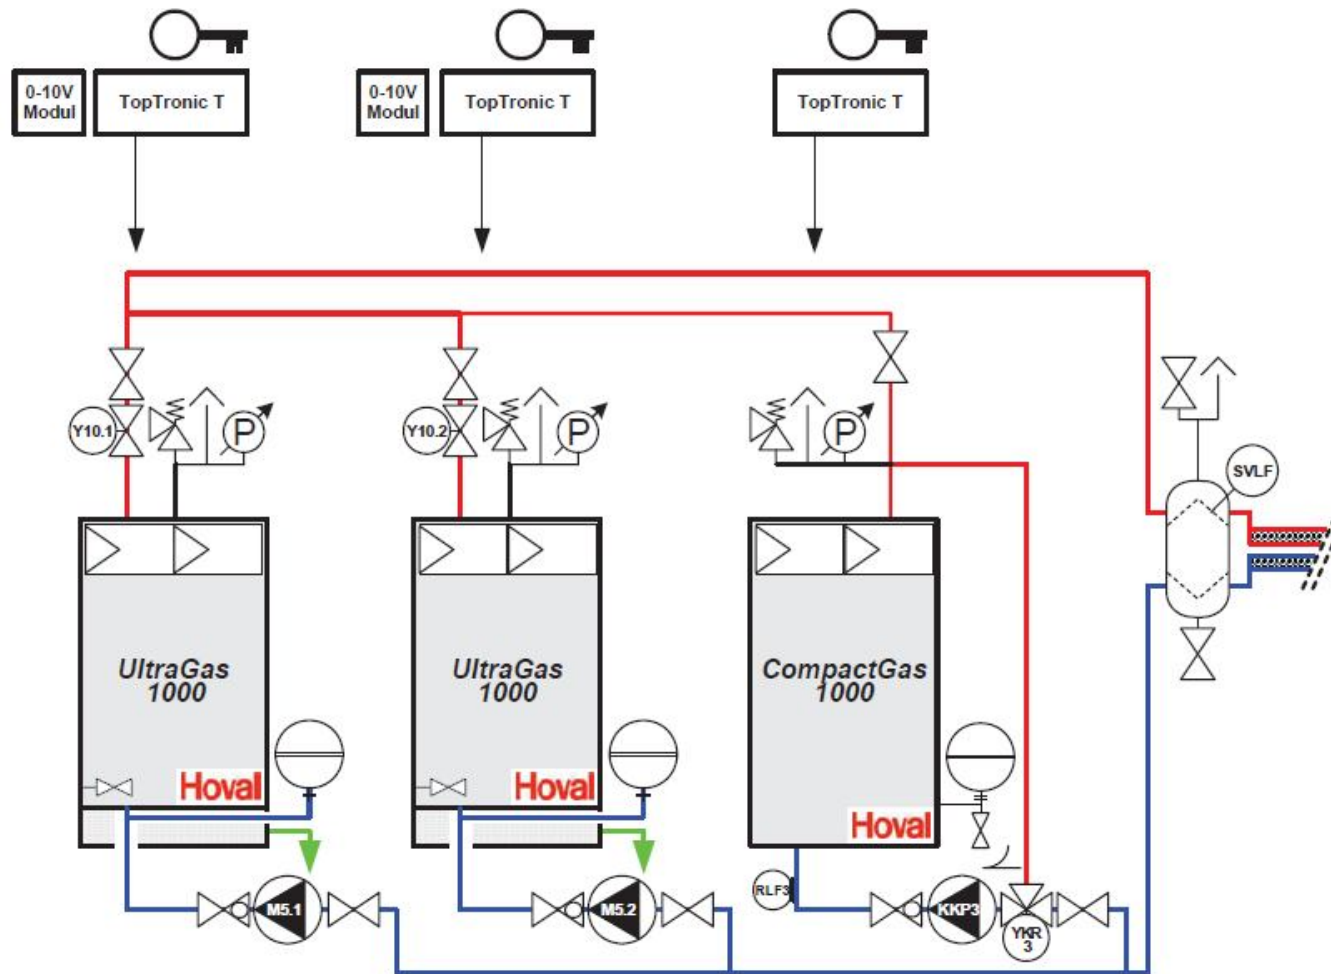 0-10V
Modul
TopTronic T
0-10V
Modul
TopTronic T
TopTronic T
Y10.1
P
Y10.2
P
P
SVLF
UltraGas
1000
UltraGas
1000
CompactGas
1000
Hoval
Hoval
Hoval
M5.1
M5.2
RLF3
KKP3
YKR
3